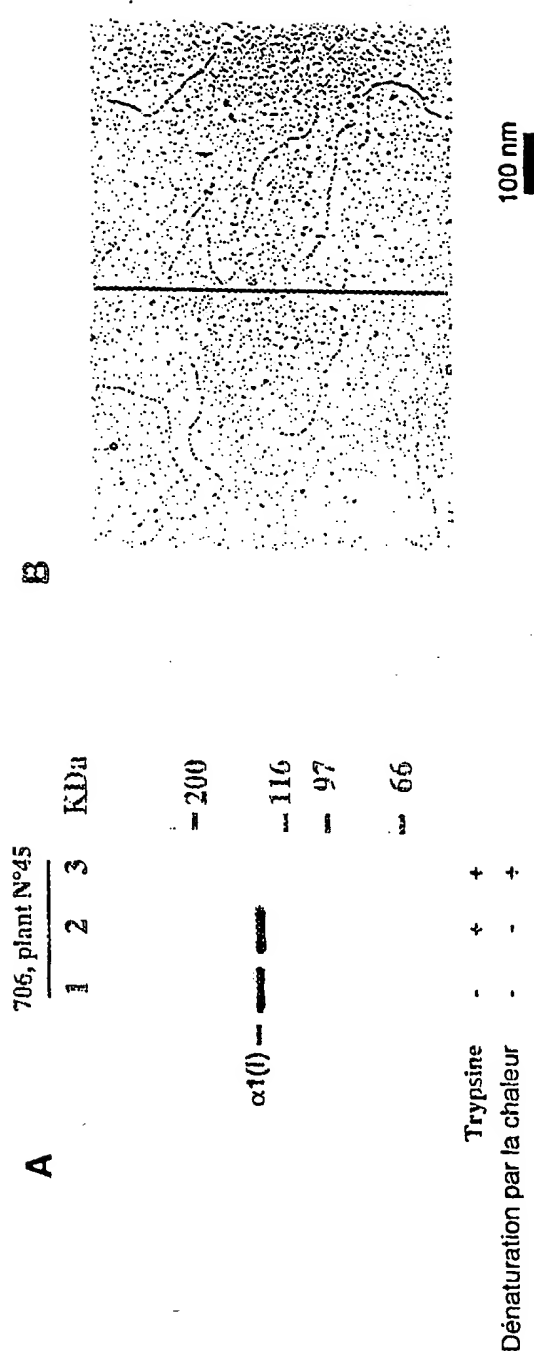 A
706, plant N°45
1 2 3 KDa
200
α1(I)
116
97
66
Trypsine - + +
Dénaturation par la chaleur - - +
B
100 nm